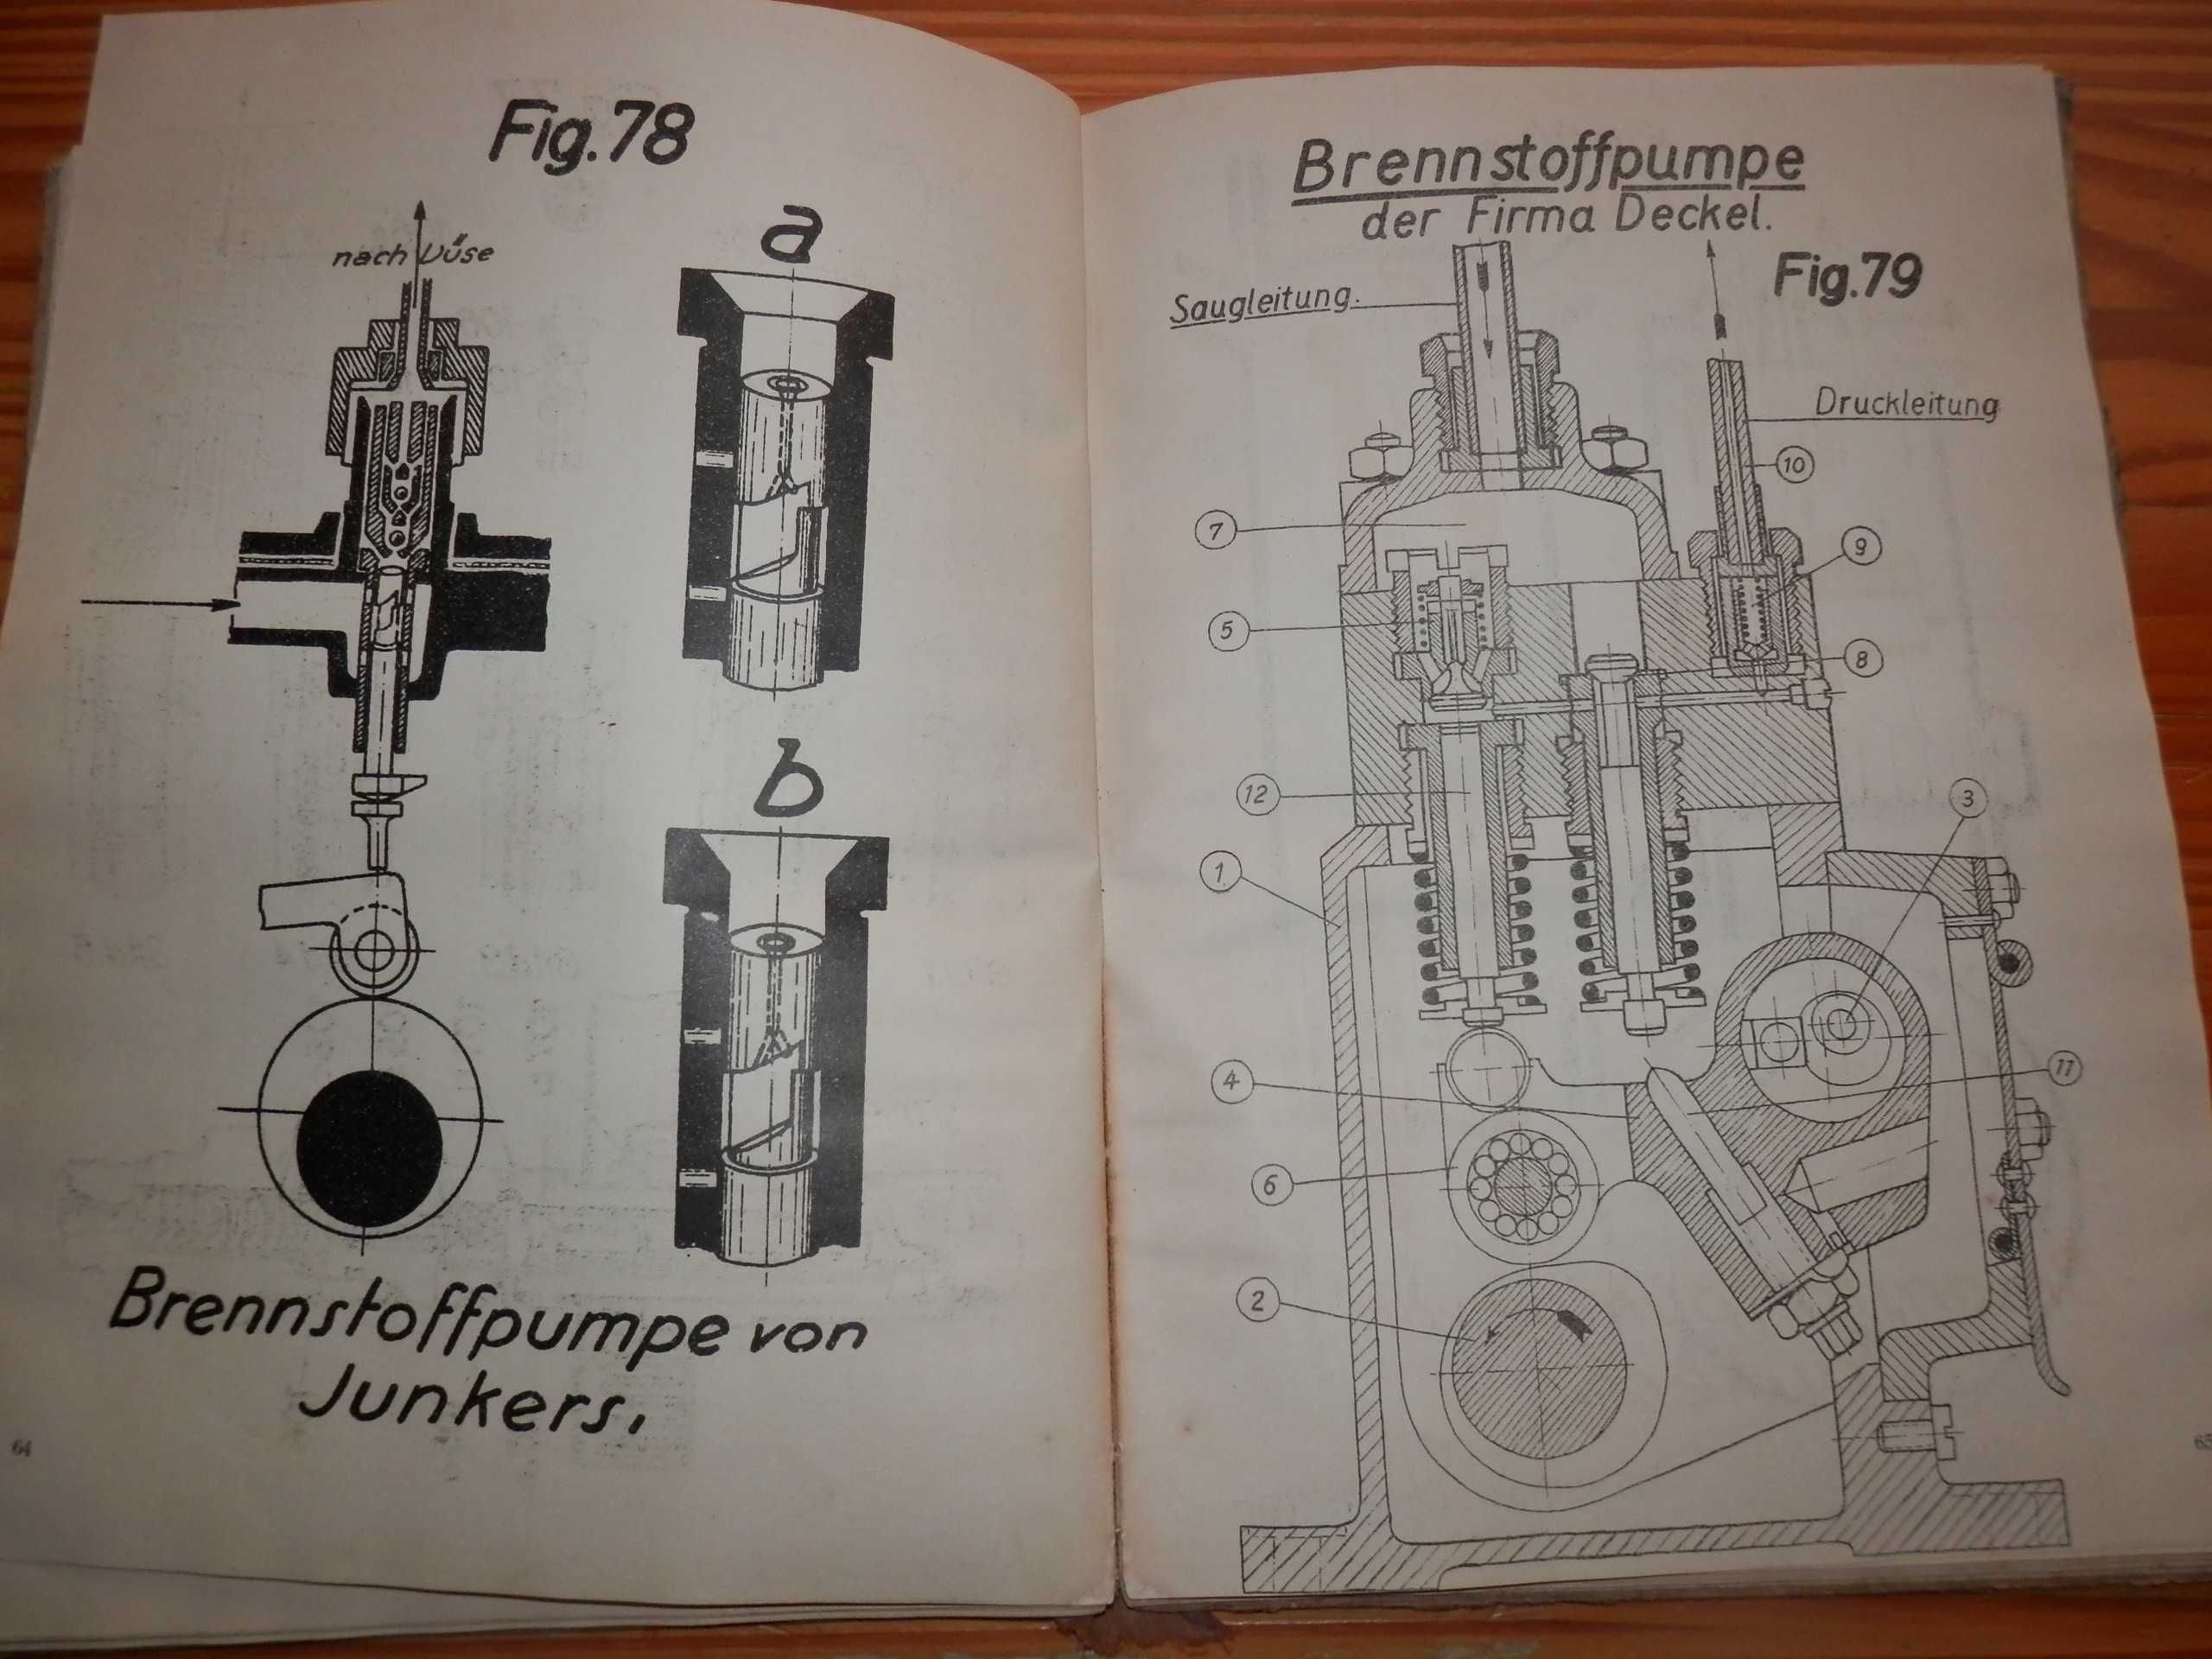 Fig.78
nach Düse
a
b
Brennstoffpumpe von
Junkers.
64
Brennstoffpumpe
der Firma Deckel.
Fig.79
Saugleitung.
Druckleitung
10
7
9
5
8
12
3
1
4
11
6
2
65